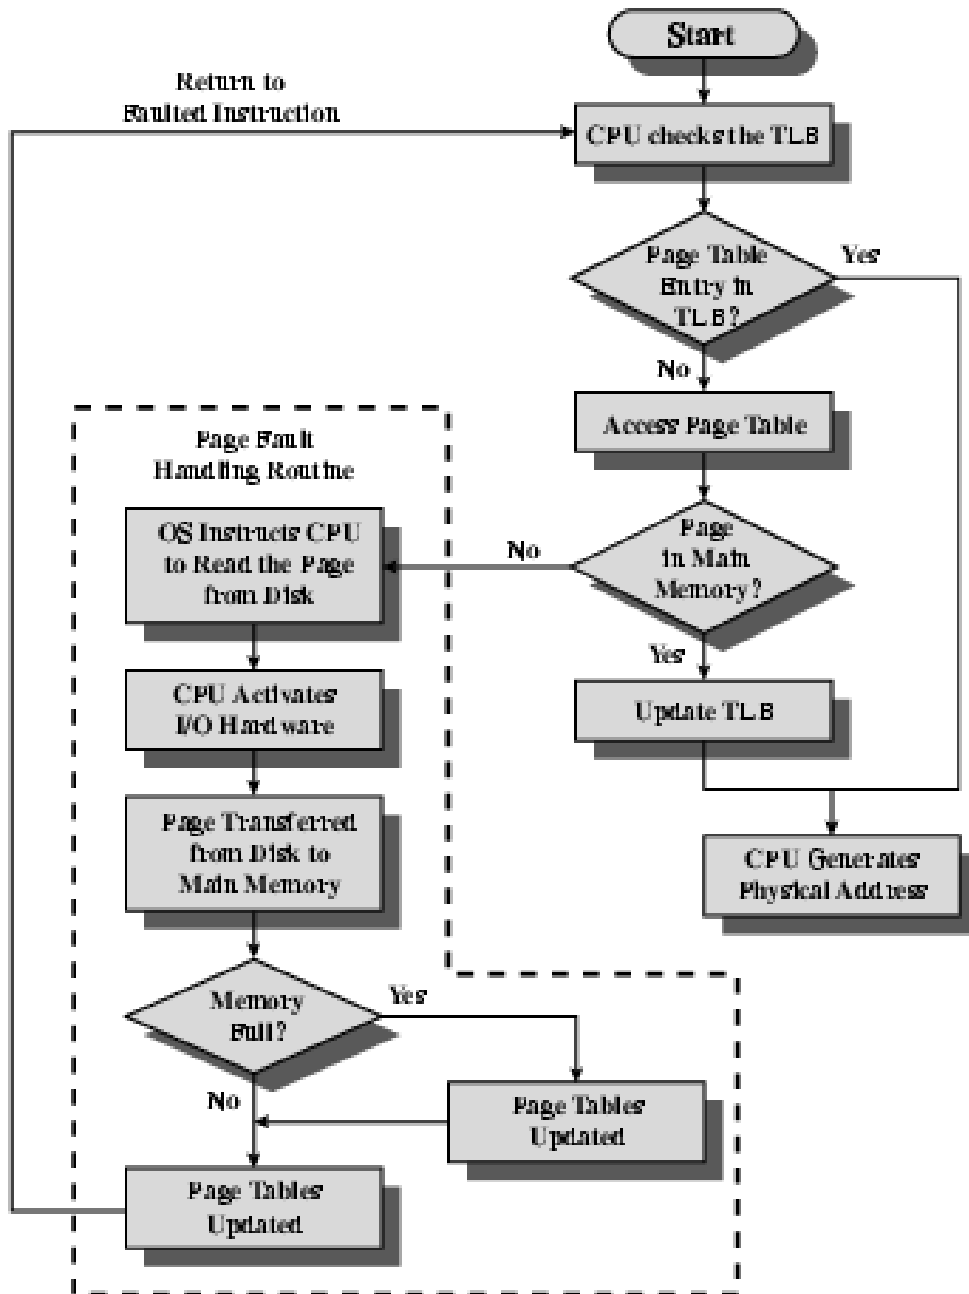 Start
Return to
Faulted Instruction
CPU checks the TLB
Page Table
Entry in
TLB?
Yes
No
Access Page Table
Page Fault
Handling Routine
OS Instructs CPU
to Read the Page
from Disk
No
Page
in Main
Memory?
Yes
CPU Activates
I/O Hardware
Update TLB
Page Transferred
from Disk to
Main Memory
CPU Generates
Physical Address
Memory
Full?
Yes
No
Page Tables
Updated
Page Tables
Updated